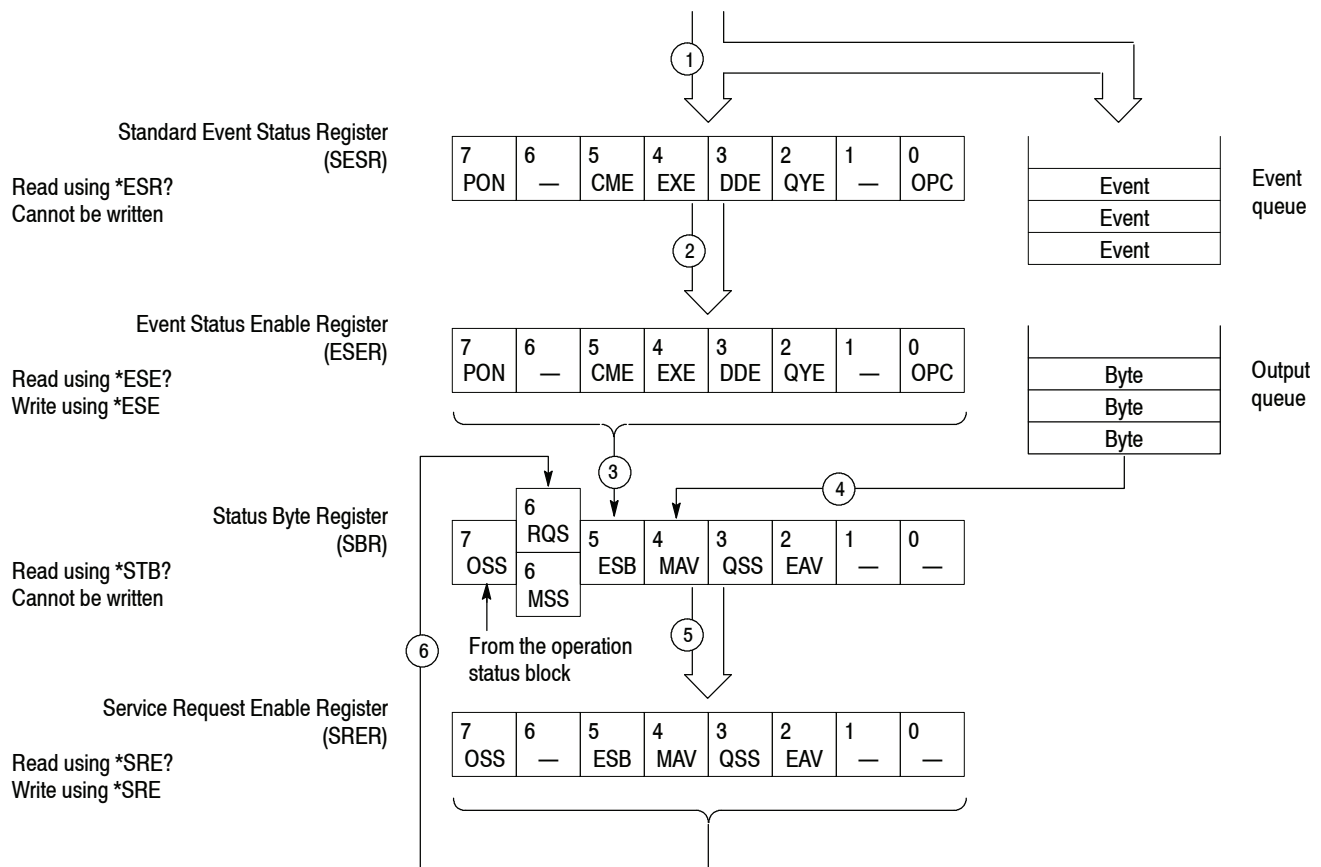 1
Standard Event Status Register
(SESR)
Read using *ESR?
Cannot be written
7 6 5 4 3 2 1 0
PON — CME EXE DDE QYE — OPC
Event
Event
Event
Event
queue
2
Event Status Enable Register
(ESER)
Read using *ESE?
Write using *ESE
7 6 5 4 3 2 1 0
PON — CME EXE DDE QYE — OPC
Byte
Byte
Byte
Output
queue
3
4
Status Byte Register
(SBR)
Read using *STB?
Cannot be written
6
RQS
7 5 4 3 2 1 0
OSS ESB MAV QSS EAV — —
6
MSS
From the operation
status block
5
6
Service Request Enable Register
(SRER)
Read using *SRE?
Write using *SRE
7 6 5 4 3 2 1 0
OSS — ESB MAV QSS EAV — —